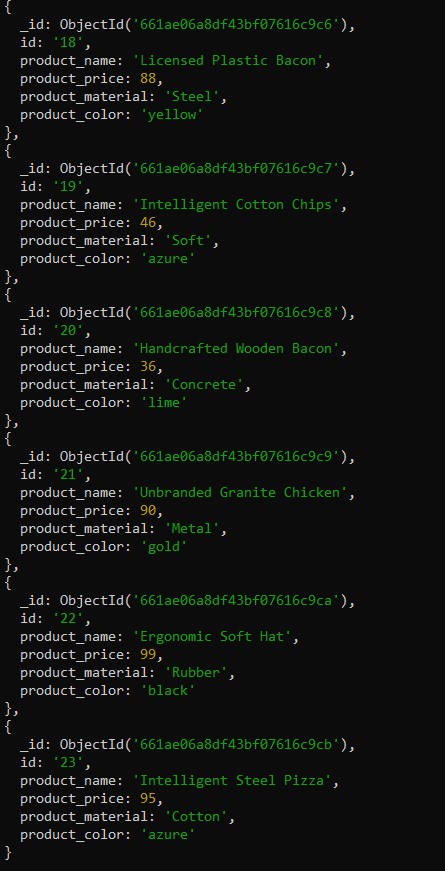 {
_id: ObjectId('661ae06a8df43bf07616c9c6'),
id: '18',
product_name: 'Licensed Plastic Bacon',
product_price: 88,
product_material: 'Steel',
product_color: 'yellow'
},
{
_id: ObjectId('661ae06a8df43bf07616c9c7'),
id: '19',
product_name: 'Intelligent Cotton Chips',
product_price: 46,
product_material: 'Soft',
product_color: 'azure'
},
{
_id: ObjectId('661ae06a8df43bf07616c9c8'),
id: '20',
product_name: 'Handcrafted Wooden Bacon',
product_price: 36,
product_material: 'Concrete',
product_color: 'lime'
},
{
_id: ObjectId('661ae06a8df43bf07616c9c9'),
id: '21',
product_name: 'Unbranded Granite Chicken',
product_price: 90,
product_material: 'Metal',
product_color: 'gold'
},
{
_id: ObjectId('661ae06a8df43bf07616c9ca'),
id: '22',
product_name: 'Ergonomic Soft Hat',
product_price: 99,
product_material: 'Rubber',
product_color: 'black'
},
{
_id: ObjectId('661ae06a8df43bf07616c9cb'),
id: '23',
product_name: 'Intelligent Steel Pizza',
product_price: 95,
product_material: 'Cotton',
product_color: 'azure'
}